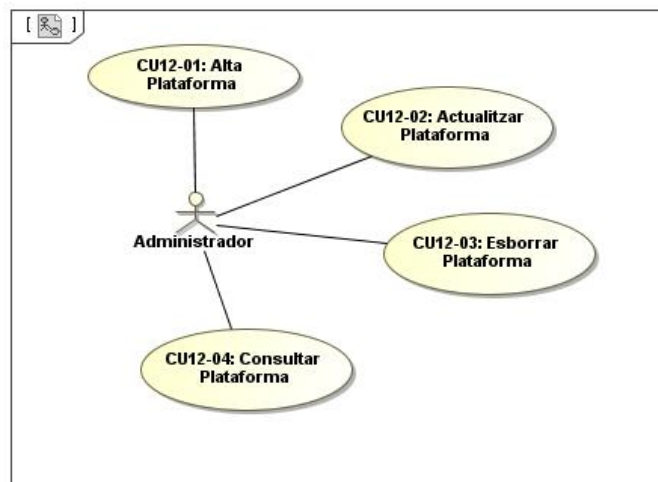 [ ]
CU12-01: Alta
Plataforma
CU12-02: Actualitzar
Plataforma
Administrador
CU12-03: Esborrar
Plataforma
CU12-04: Consultar
Plataforma